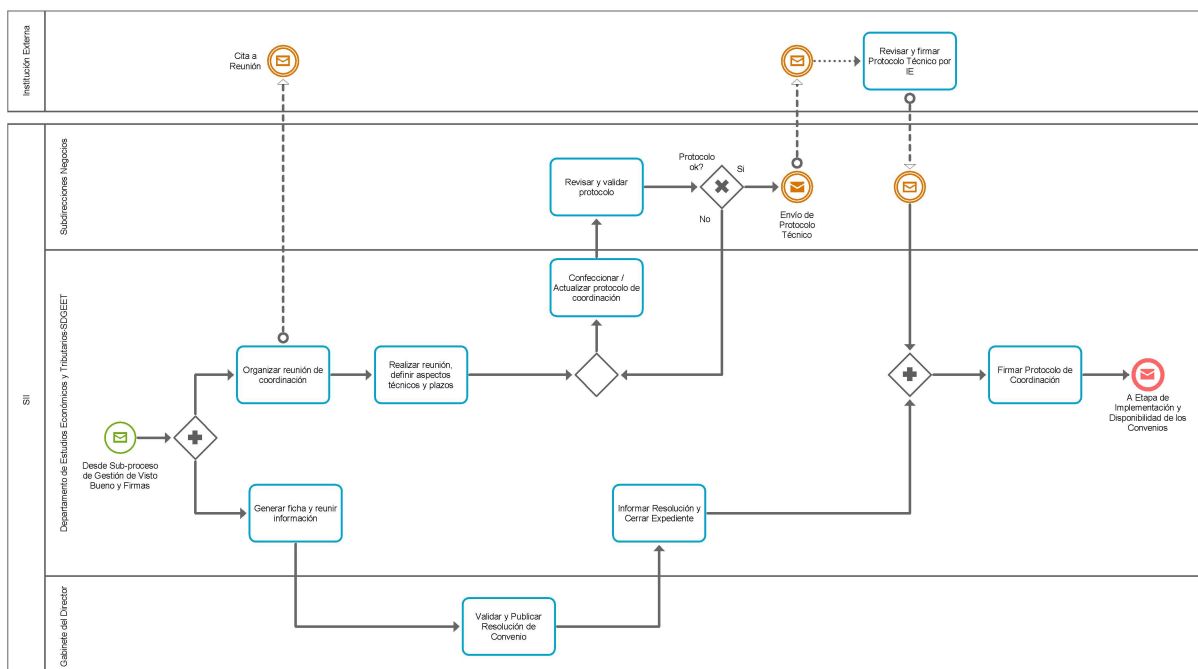 Institución Externa
Cita a
Reunión
Revisar y firmar
Protocolo Técnico por
IE
SII
Subdirecciones Negocios
Revisar y validar
protocolo
Protocolo
ok?
Si
No
Envío de
Protocolo
Técnico
Departamento de Estudios Económicos y Tributarios-SDGEET
Confeccionar /
Actualizar protocolo de
coordinación
Organizar reunión de
coordinación
Realizar reunión,
definir aspectos
técnicos y plazos
Firmar Protocolo de
Coordinación
A Etapa de
Implementación y
Disponibilidad de los
Convenios
Desde Sub-proceso
de Gestión de Visto
Bueno y Firmas
Generar ficha y reunir
información
Informar Resolución y
Cerrar Expediente
Gabinete del Director
Validar y Publicar
Resolución de
Convenio